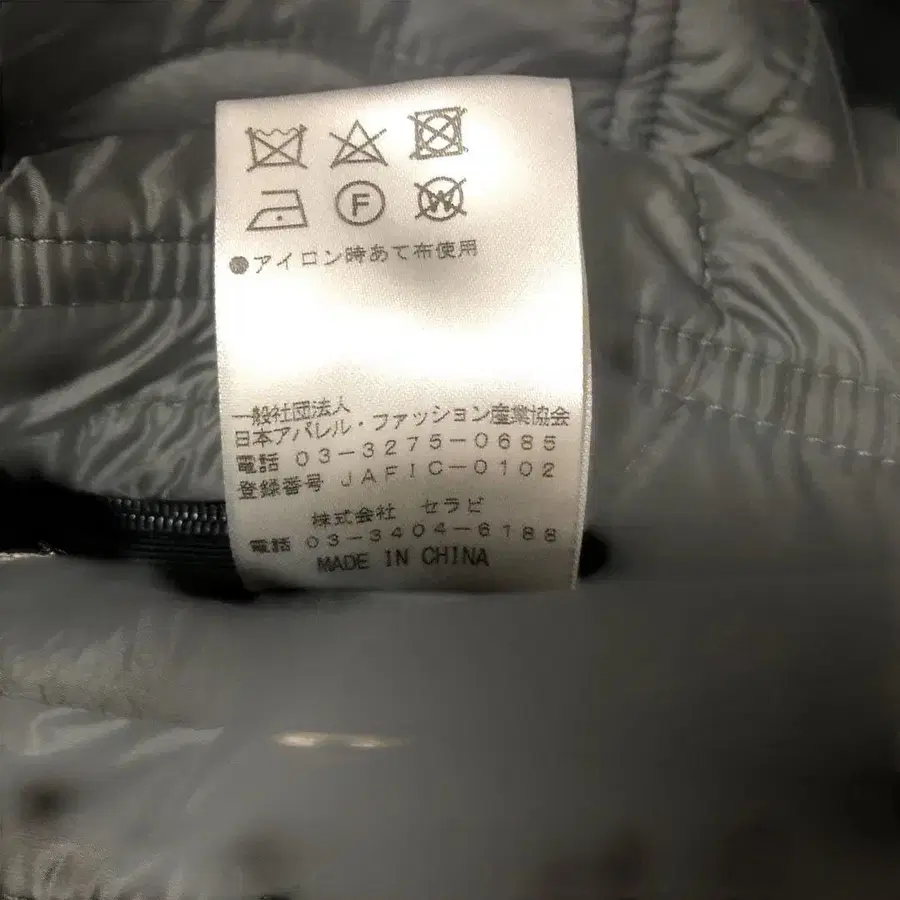 F W
●アイロン時あて布使用
一般社団法人
日本アパレル・ファッション産業協会
電話 03-3275-0685
登録番号 JAFIC-0102
株式会社 セラビ
電話 03-3404-6188
MADE IN CHINA